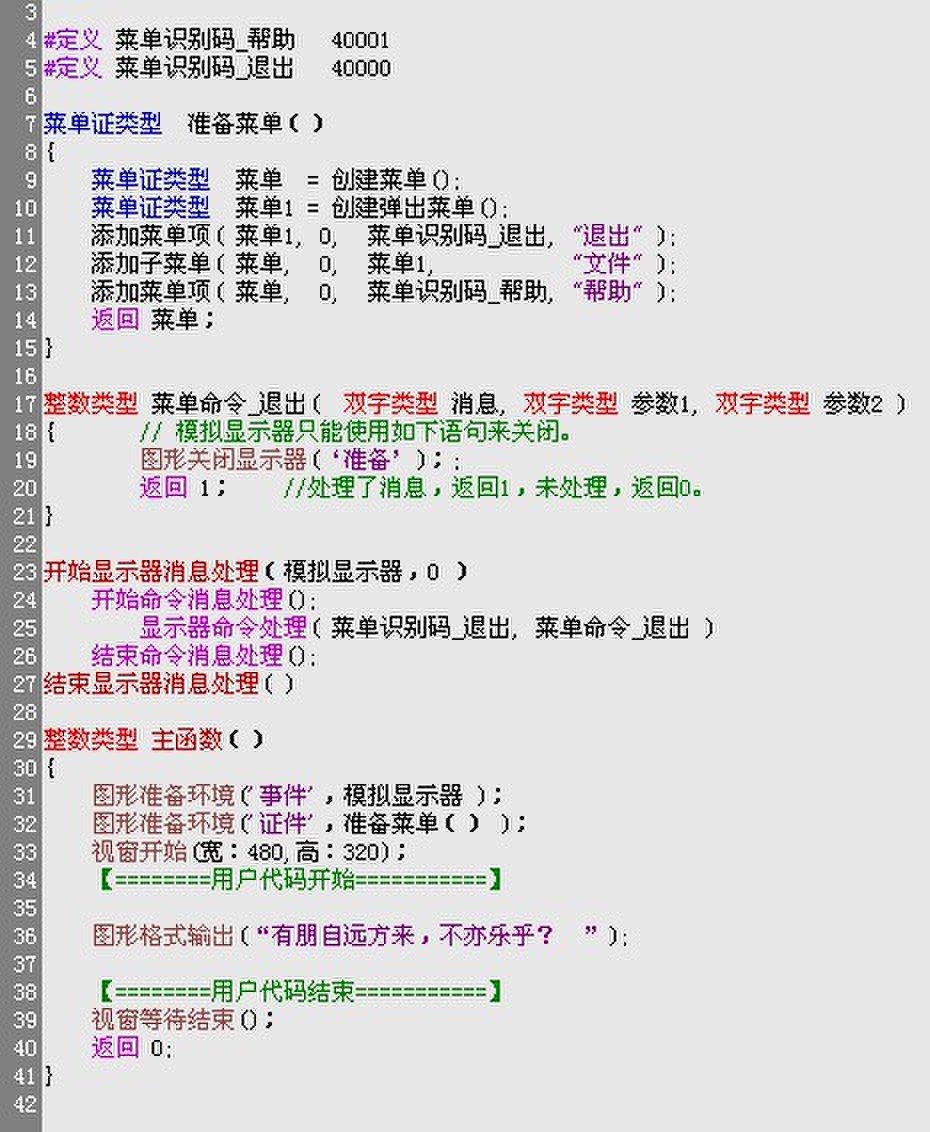 3
4 #定义 菜单识别码_帮助   40001
5 #定义 菜单识别码_退出   40000
6
7 菜单证类型  准备菜单( )
8 {
9     菜单证类型  菜单  = 创建菜单();
10     菜单证类型  菜单1 = 创建弹出菜单();
11     添加菜单项( 菜单1, 0,  菜单识别码_退出, “退出“ );
12     添加子菜单( 菜单,  0,  菜单1,           “文件“ );
13     添加菜单项( 菜单,  0,  菜单识别码_帮助, “帮助“ );
14     返回 菜单；
15 }
16
17 整数类型 菜单命令_退出( 双字类型 消息, 双字类型 参数1, 双字类型 参数2 )
18 {       // 模拟显示器只能使用如下语句来关闭。
19         图形关闭显示器(‘准备’ )；;
20         返回 1；    //处理了消息，返回1，未处理，返回0。
21 }
22
23 开始显示器消息处理( 模拟显示器，0 )
24     开始命令消息处理();
25         显示器命令处理( 菜单识别码_退出, 菜单命令_退出 )
26     结束命令消息处理();
27 结束显示器消息处理( )
28
29 整数类型 主函数( )
30 {
31     图形准备环境(’事件’，模拟显示器 )；
32     图形准备环境(’证件’，准备菜单( ) )；
33     视窗开始(宽：480,高：320)；
34     【========用户代码开始===========】
35
36     图形格式输出(“有朋自远方来，不亦乐乎？  ”);
37
38     【========用户代码结束===========】
39     视窗等待结束()；
40     返回 0;
41 }
42